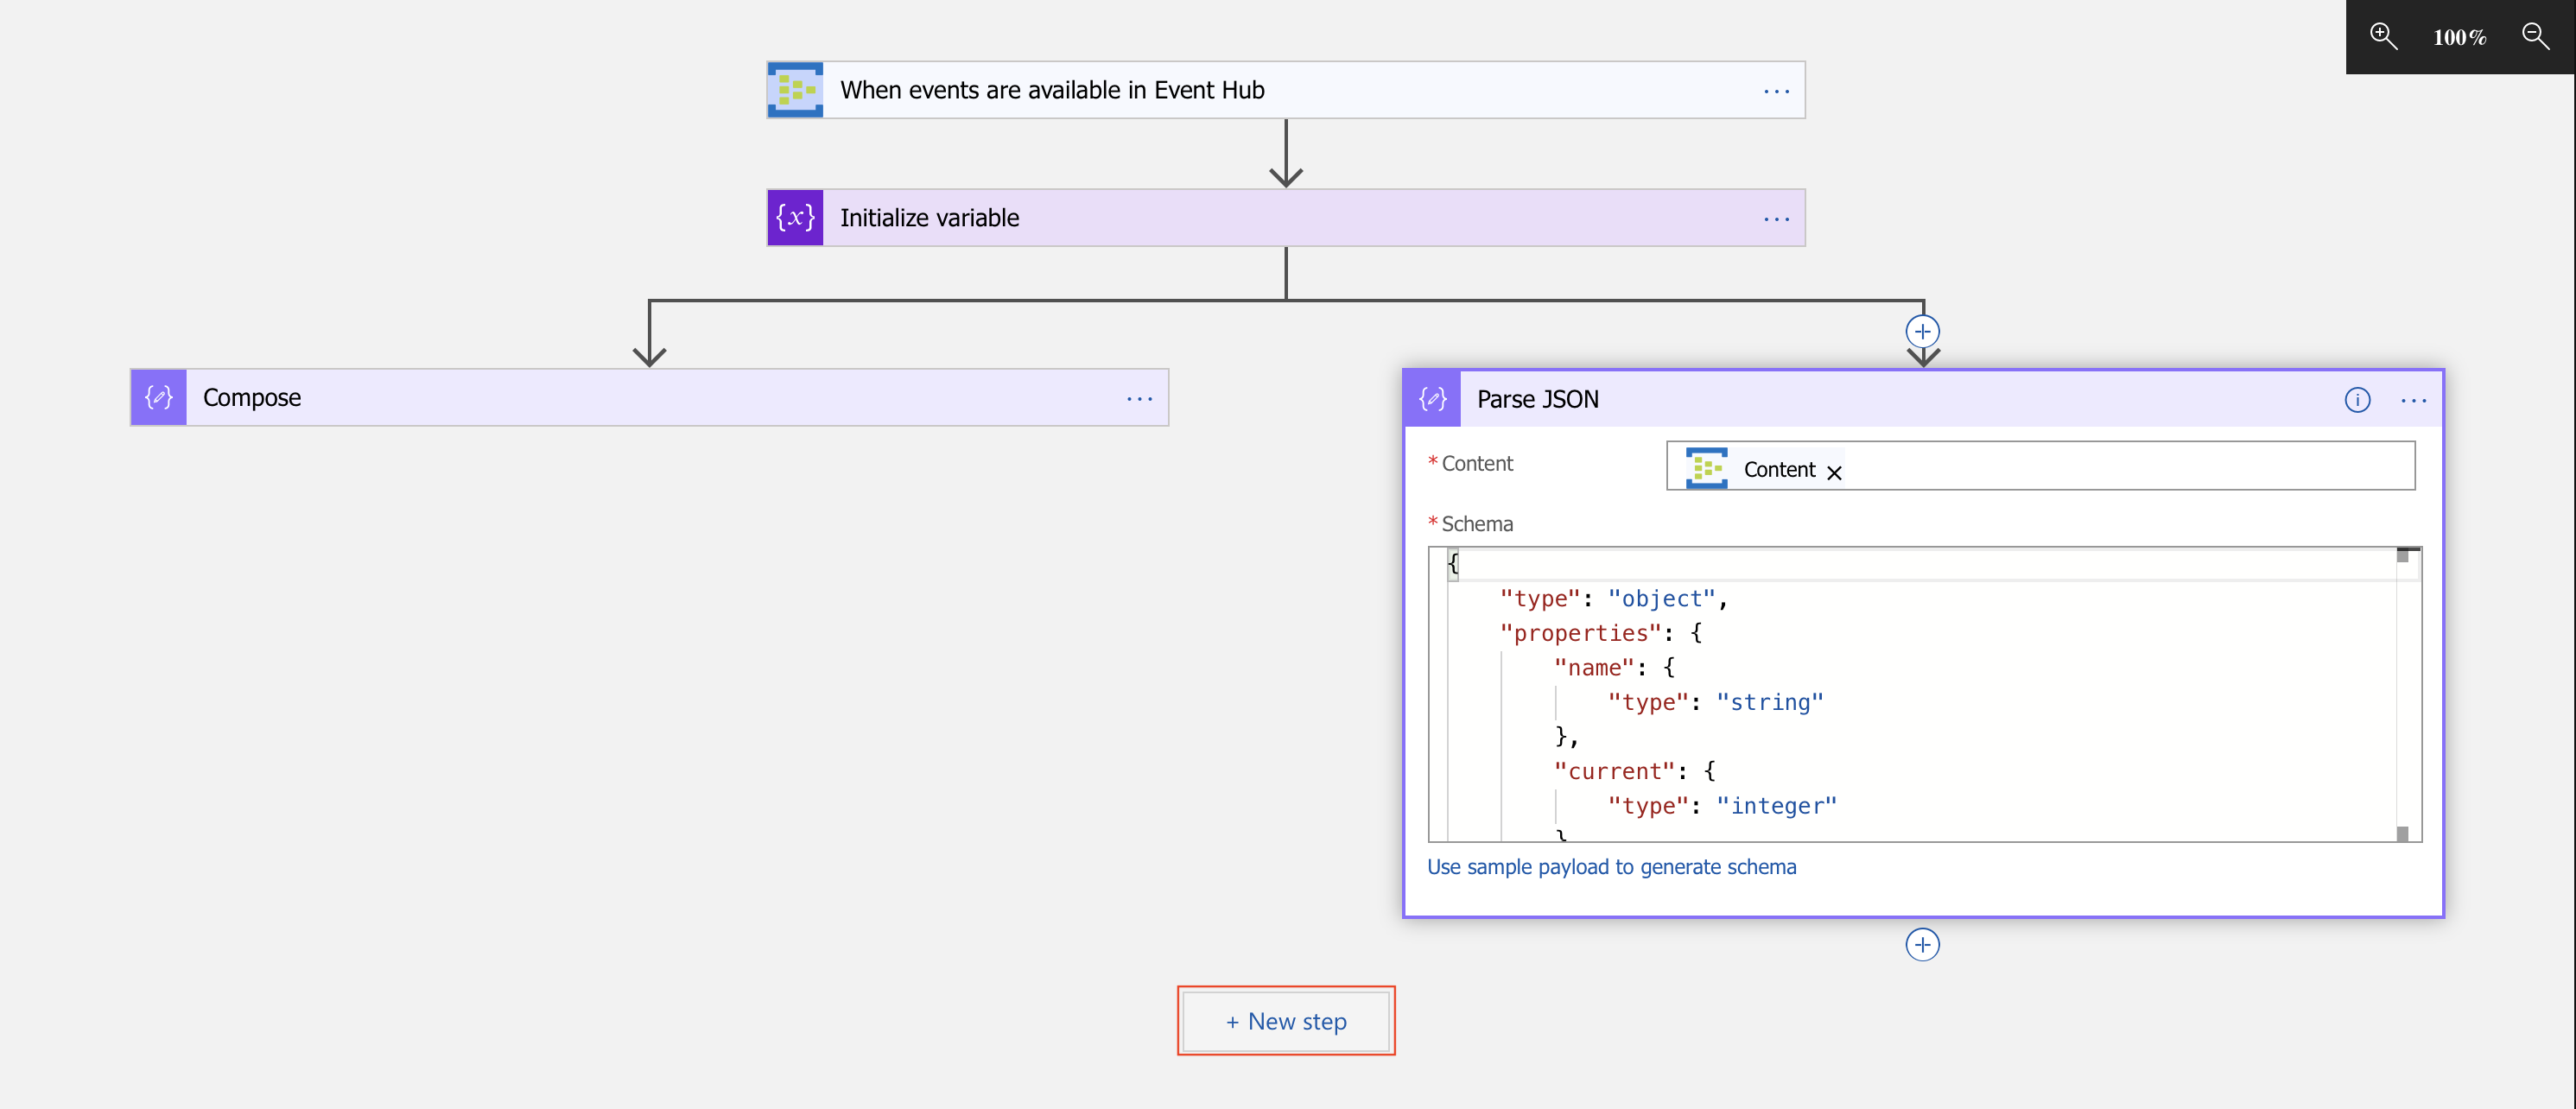 100%
When events are available in Event Hub
...
{x} Initialize variable
...
Compose
...
Parse JSON
i ...
* Content
Content ×
* Schema
{
"type": "object",
"properties": {
"name": {
"type": "string"
},
"current": {
"type": "integer"
}
Use sample payload to generate schema
+ New step